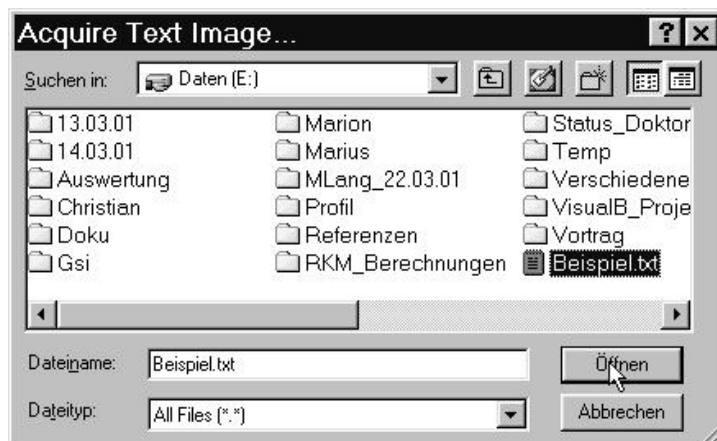 Acquire Text Image...
Suchen in: Daten (E:)
13.03.01 Marion Status_Doktor
14.03.01 Marius Temp
Auswertung MLang_22.03.01 Verschiedene
Christian Profil VisualB_Proje
Doku Referenzen Vortrag
Gsi RKM_Berechnungen Beispiel.txt
Dateiname: Beispiel.txt Öffnen
Dateityp: All Files (*.*) Abbrechen